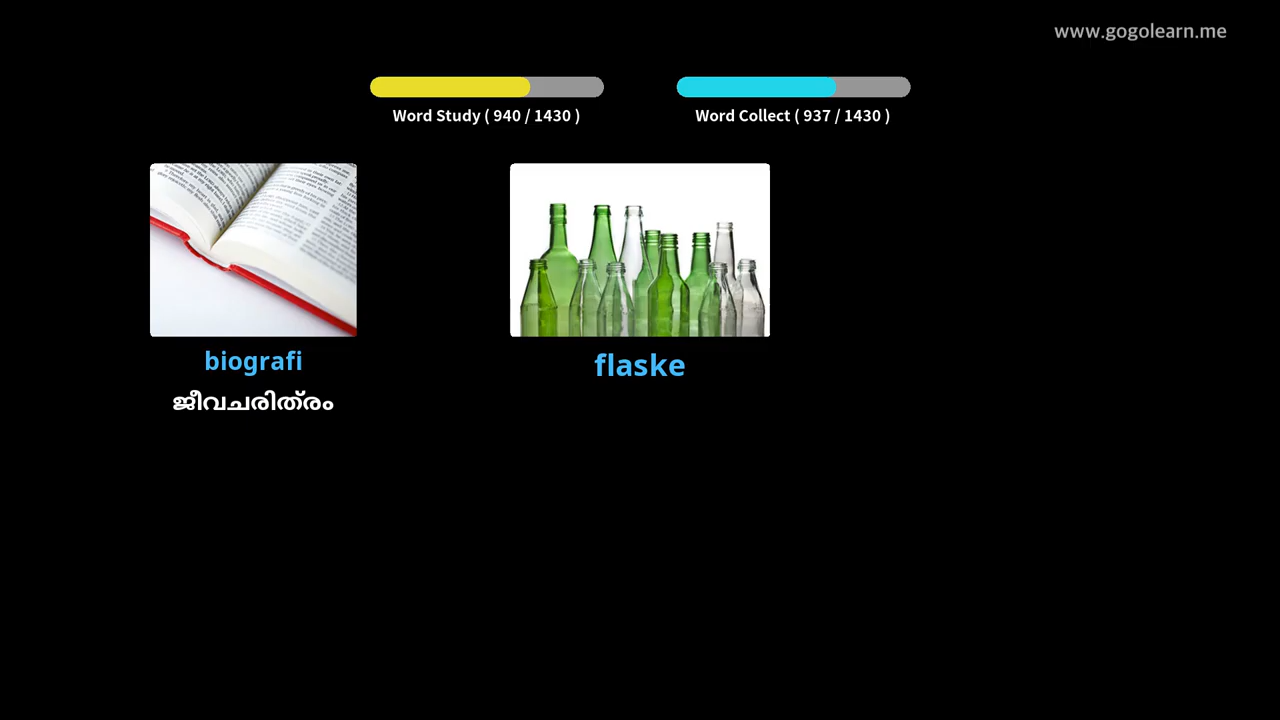 www.gogolearn.me
Word Study ( 940 / 1430 )
Word Collect ( 937 / 1430 )
biografi
flaske
ജീവചരിത്രം